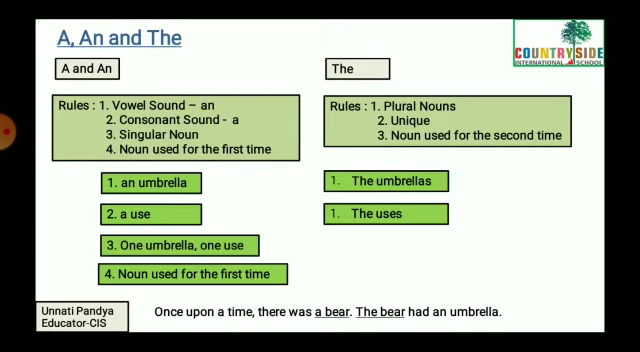 A, An and The
COUNTRYSIDE
INTERNATIONAL SCHOOL
A and An
The
Rules : 1. Vowel Sound – an
2. Consonant Sound - a
3. Singular Noun
4. Noun used for the first time
Rules : 1. Plural Nouns
2. Unique
3. Noun used for the second time
1. an umbrella
2. a use
3. One umbrella, one use
4. Noun used for the first time
1. The umbrellas
1. The uses
Unnati Pandya
Educator-CIS
Once upon a time, there was a bear. The bear had an umbrella.